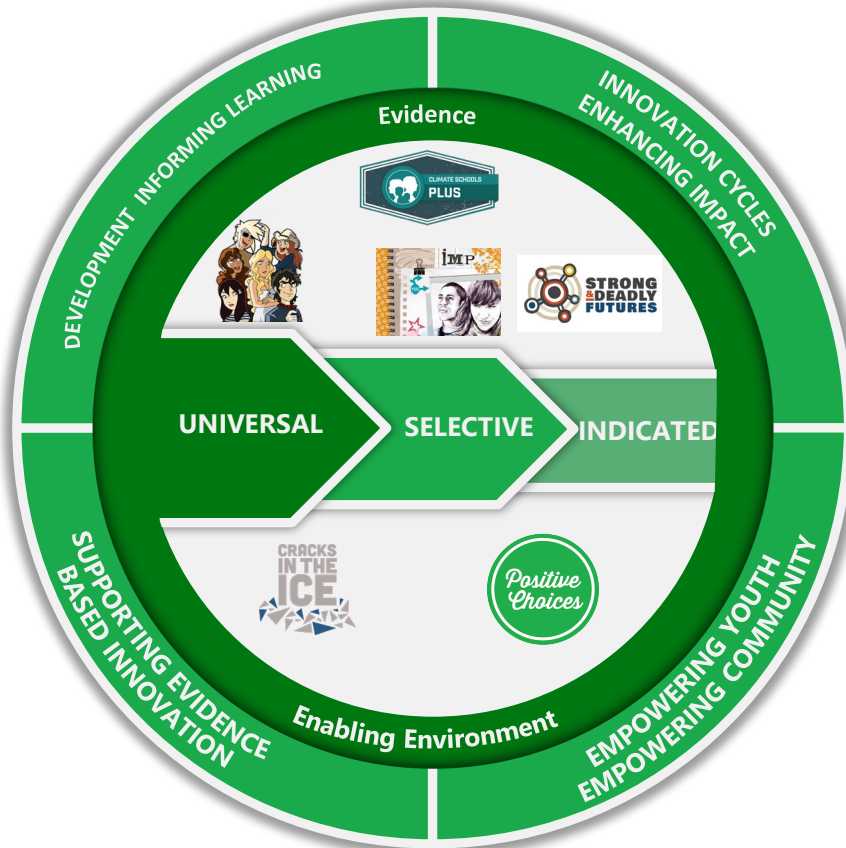 DEVELOPMENT INFORMING LEARNING
INNOVATION CYCLES
ENHANCING IMPACT
Evidence
CLIMATE SCHOOLS
PLUS
iMP
STRONG
&
DEADLY
FUTURES
UNIVERSAL
SELECTIVE
INDICATED
CRACKS
IN THE
ICE
Positive
Choices
Enabling Environment
SUPPORTING EVIDENCE
BASED INNOVATION
EMPOWERING YOUTH
EMPOWERING COMMUNITY